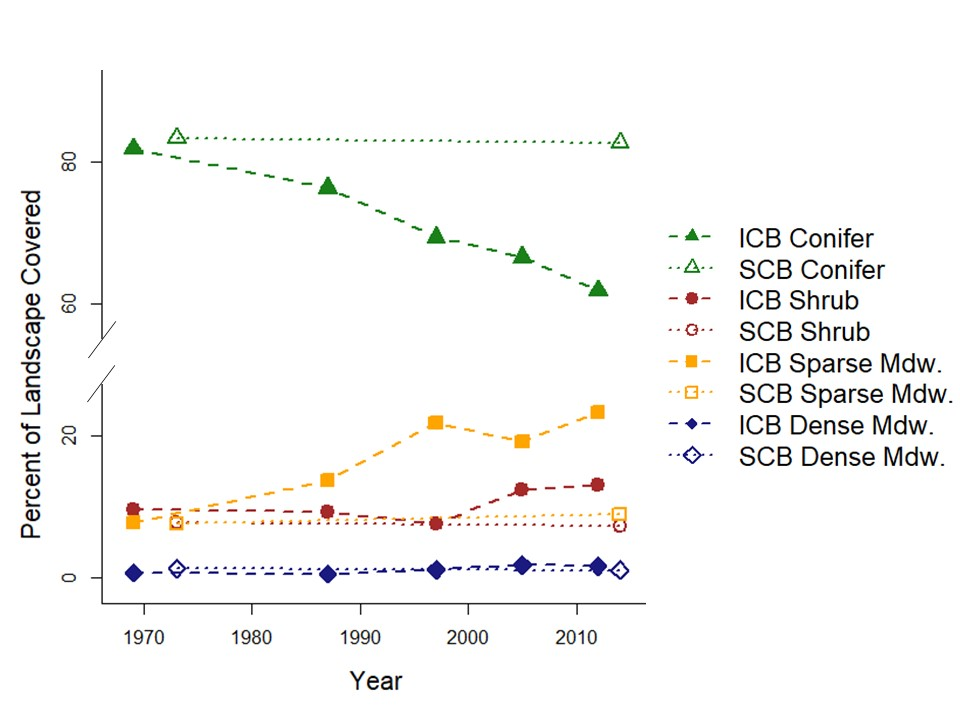 Percent of Landscape Covered
80
60
20
0
1970 1980 1990 2000 2010
Year
ICB Conifer
SCB Conifer
ICB Shrub
SCB Shrub
ICB Sparse Mdw.
SCB Sparse Mdw.
ICB Dense Mdw.
SCB Dense Mdw.